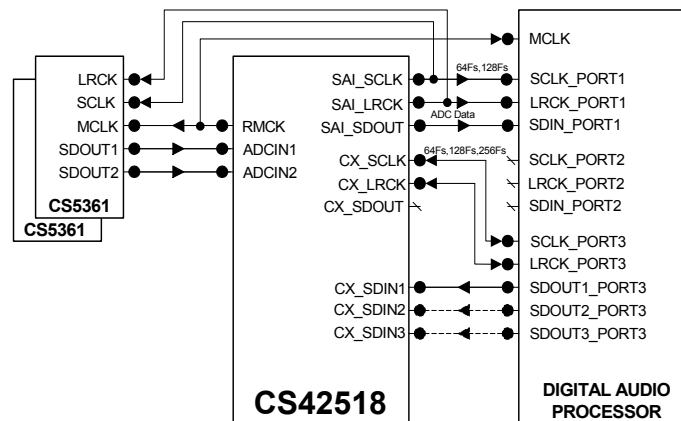 LRCK
SCLK
MCLK
SDOUT1
SDOUT2
CS5361
CS5361
RMCK
ADCIN1
ADCIN2
SAI_SCLK
SAI_LRCK
SAI_SDOUT
CX_SCLK
CX_LRCK
CX_SDOUT
CX_SDIN1
CX_SDIN2
CX_SDIN3
CS42518
64Fs,128Fs
ADC Data
64Fs,128Fs,256Fs
MCLK
SCLK_PORT1
LRCK_PORT1
SDIN_PORT1
SCLK_PORT2
LRCK_PORT2
SDIN_PORT2
SCLK_PORT3
LRCK_PORT3
SDOUT1_PORT3
SDOUT2_PORT3
SDOUT3_PORT3
DIGITAL AUDIO
PROCESSOR